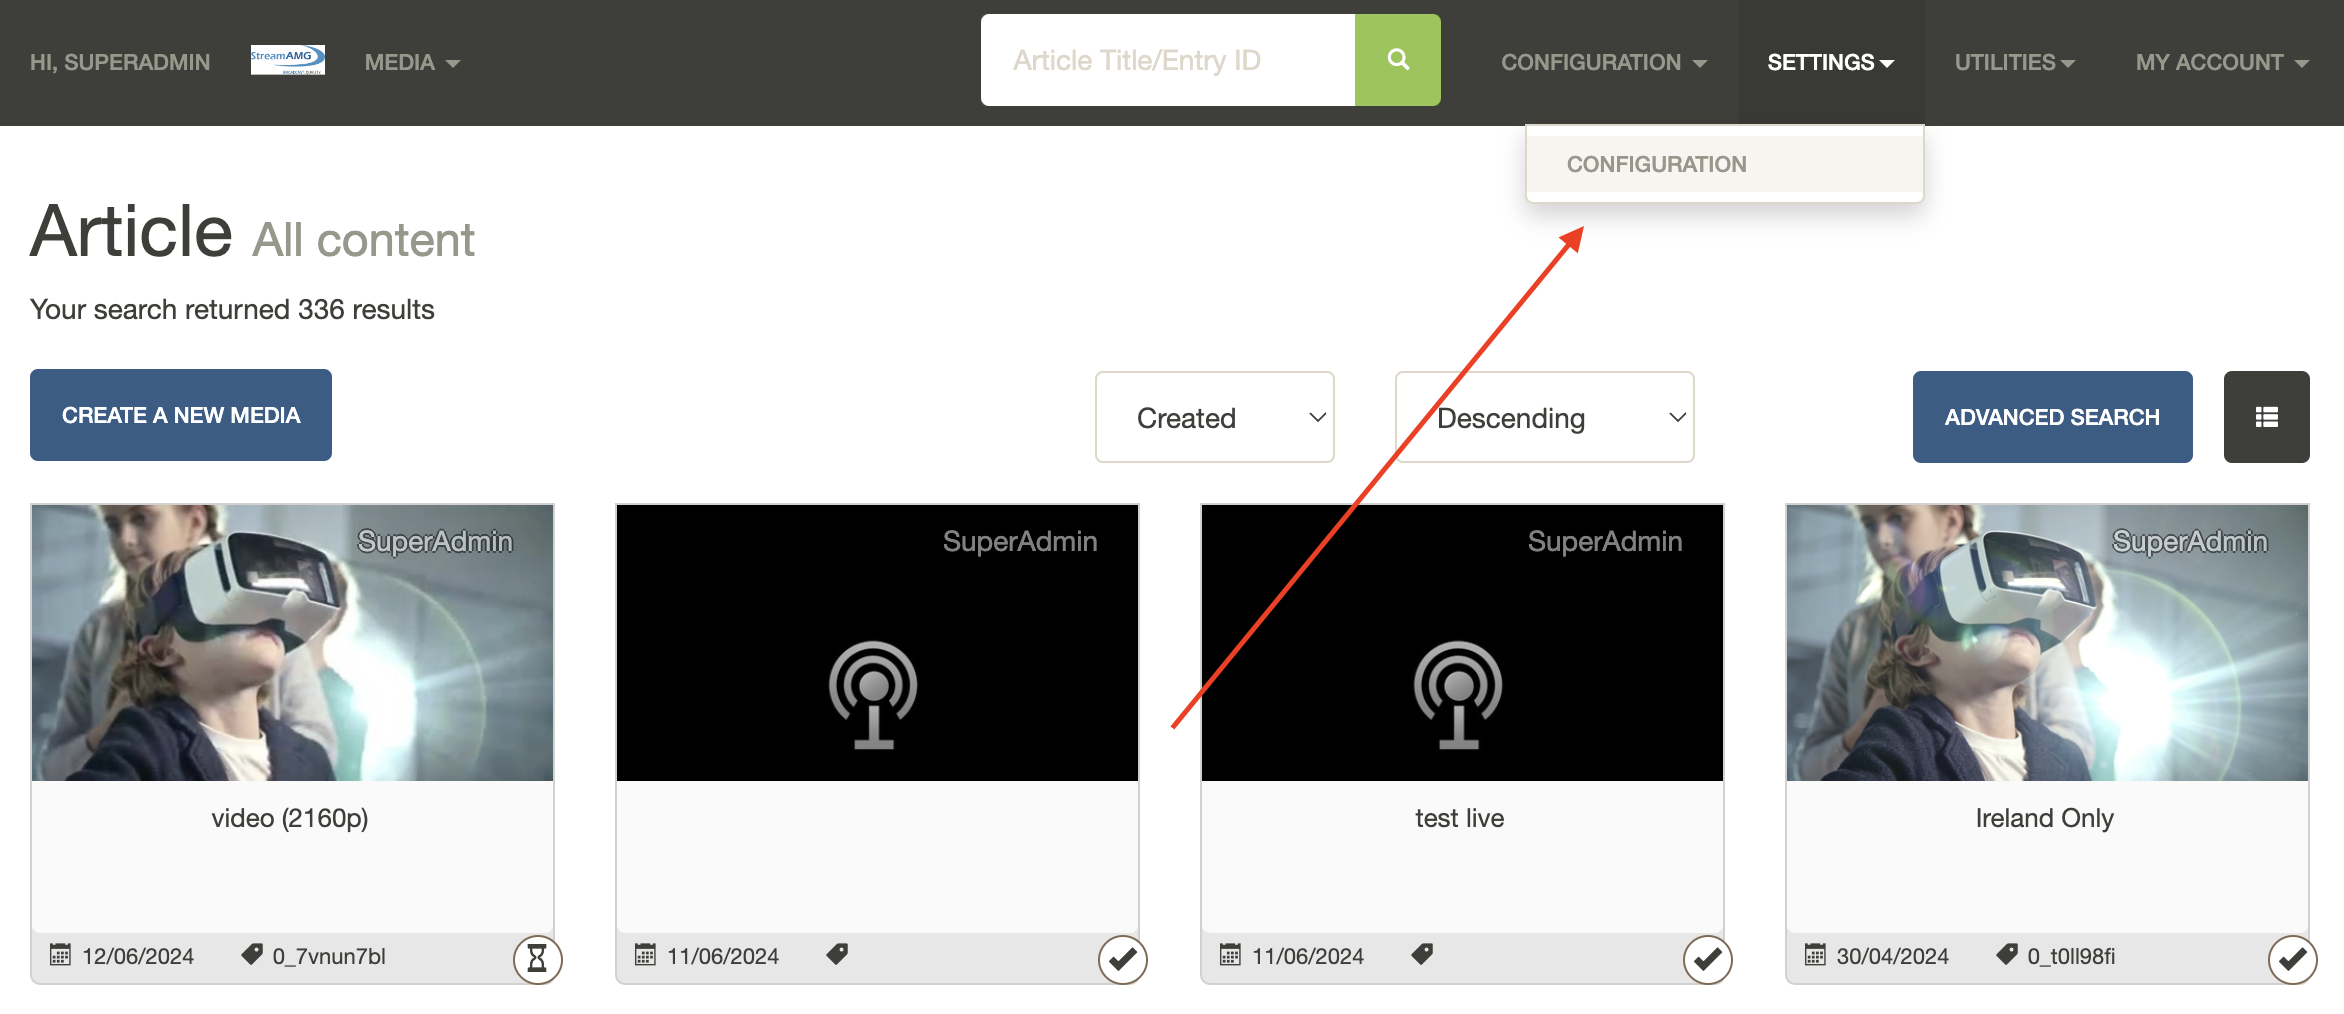 HI, SUPERADMIN
StreamAMG
BROADCAST QUALITY
MEDIA
Article Title/Entry ID
CONFIGURATION
SETTINGS
UTILITIES
MY ACCOUNT
CONFIGURATION
Article All content
Your search returned 336 results
CREATE A NEW MEDIA
Created
Descending
ADVANCED SEARCH
SuperAdmin
SuperAdmin
SuperAdmin
SuperAdmin
video (2160p)
test live
Ireland Only
12/06/2024
0_7vnun7bl
11/06/2024
11/06/2024
30/04/2024
0_t0ll98fi